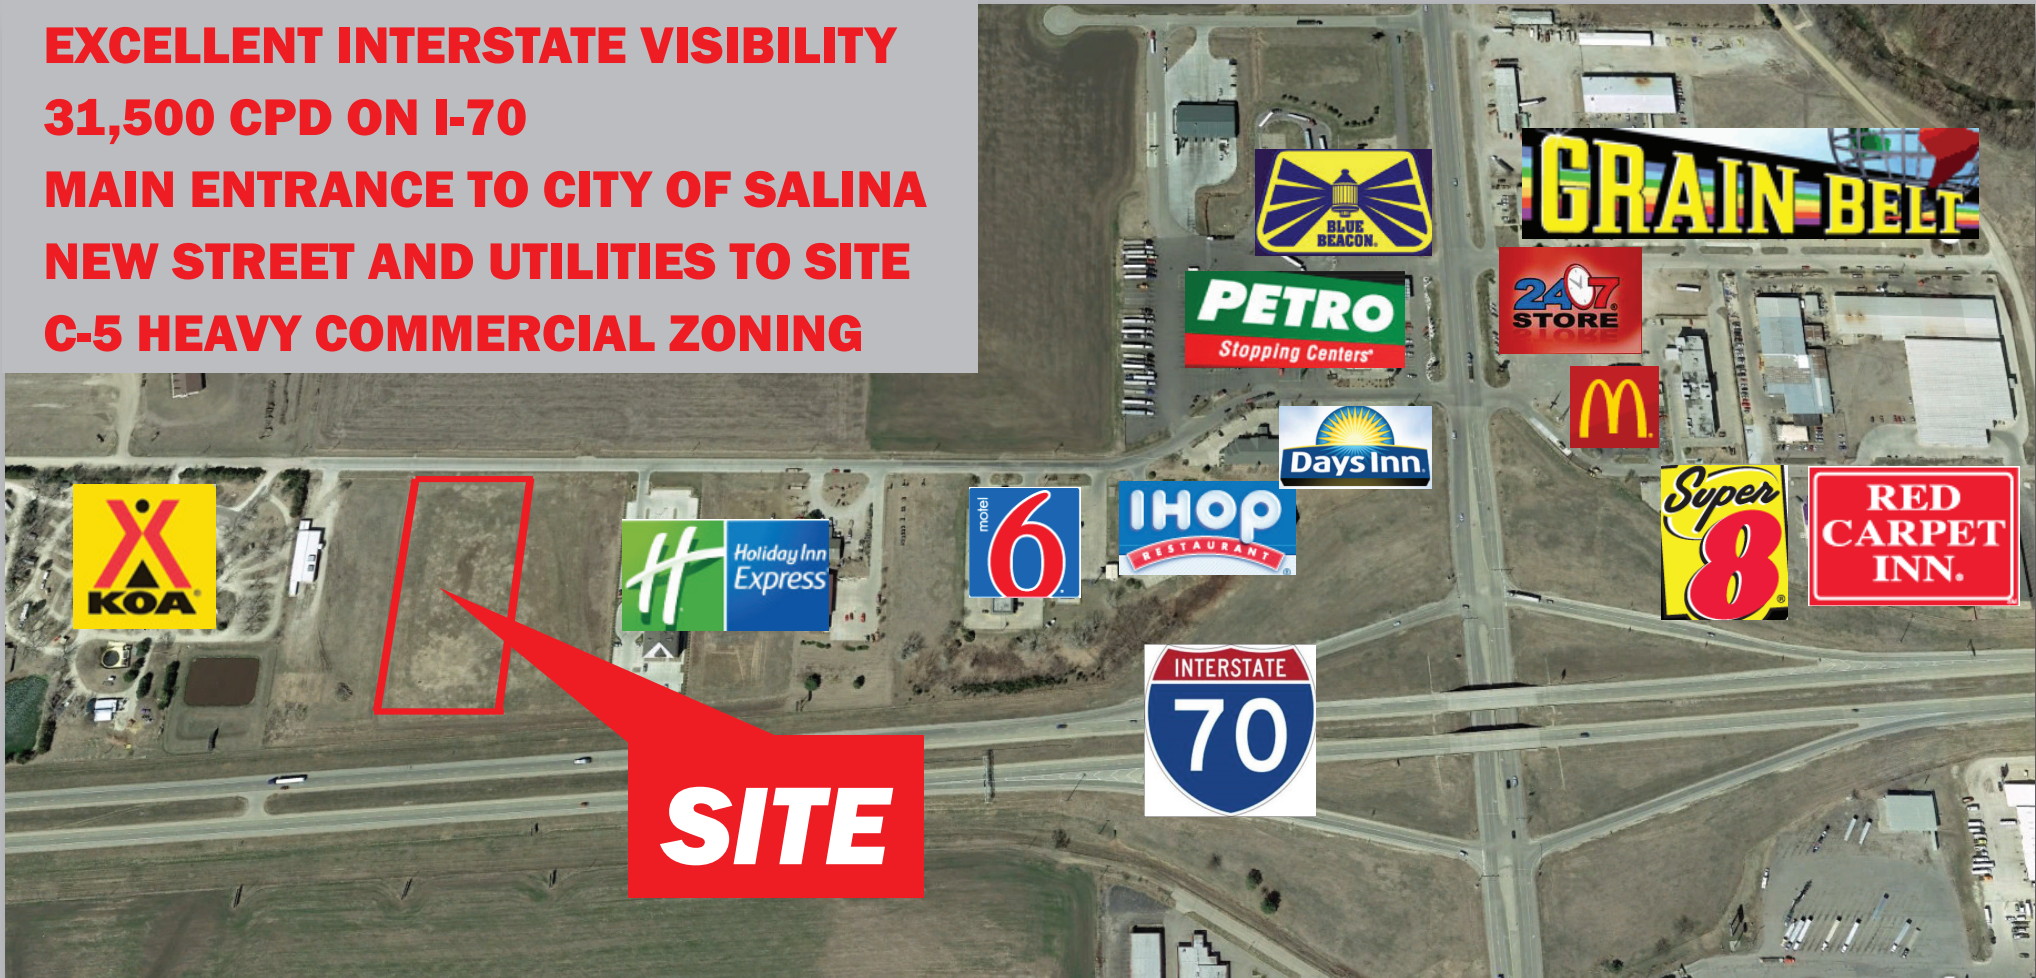 EXCELLENT INTERSTATE VISIBILITY
31,500 CPD ON I-70
MAIN ENTRANCE TO CITY OF SALINA
NEW STREET AND UTILITIES TO SITE
C-5 HEAVY COMMERCIAL ZONING
BLUE
BEACON®
GRAIN BELT
PETRO
Stopping Centers®
24/7®
STORE
M
Days Inn®
Super
8®
RED
CARPET
INN.®
SM
KOA®
H Holiday Inn
Express
motel
6
IHOP
RESTAURANT®
INTERSTATE
70
SITE